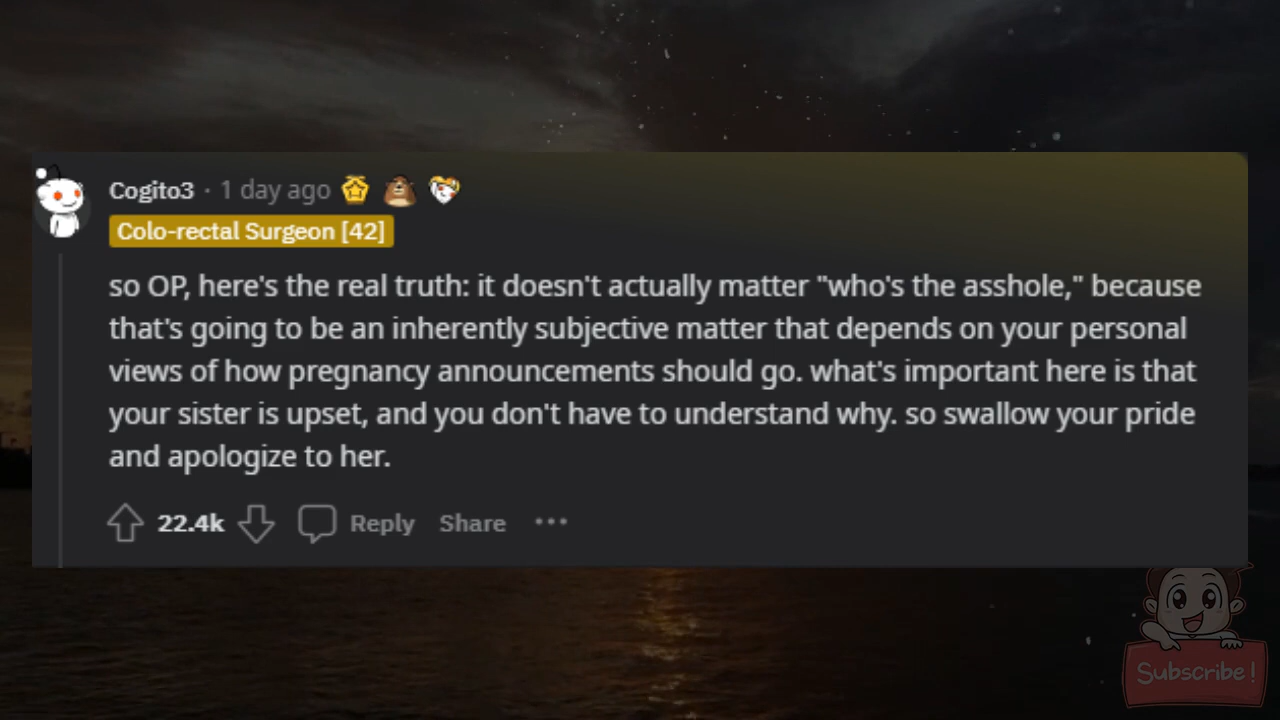 Cogito3 · 1 day ago
Colo-rectal Surgeon [42]
so OP, here's the real truth: it doesn't actually matter "who's the asshole," because
that's going to be an inherently subjective matter that depends on your personal
views of how pregnancy announcements should go. what's important here is that
your sister is upset, and you don't have to understand why. so swallow your pride
and apologize to her.
22.4k Reply Share ···
Subscribe!